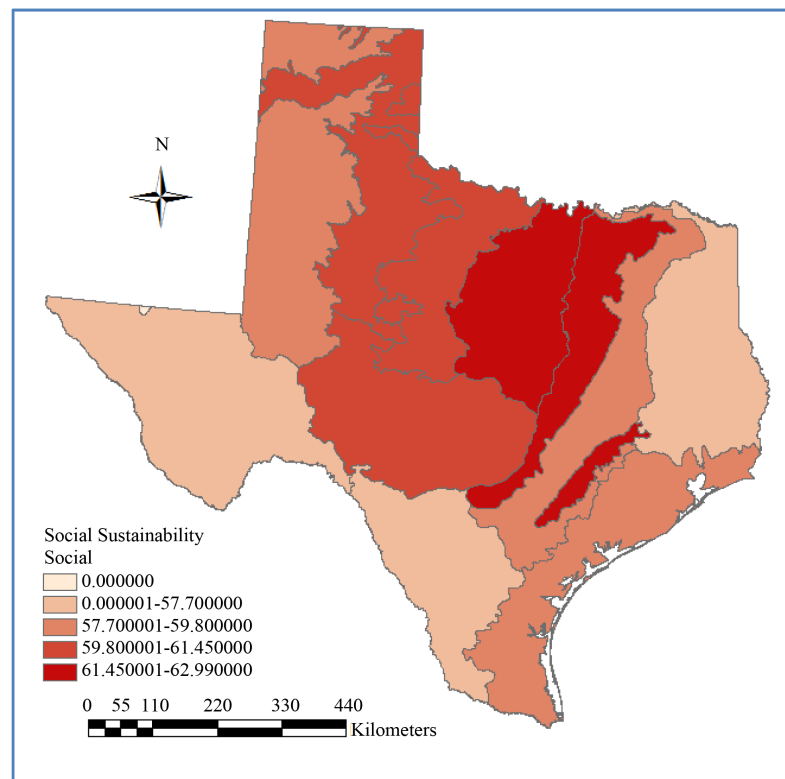 N
Social Sustainability
Social
0.000000
0.000001-57.700000
57.700001-59.800000
59.800001-61.450000
61.450001-62.990000
0 55 110 220 330 440
Kilometers